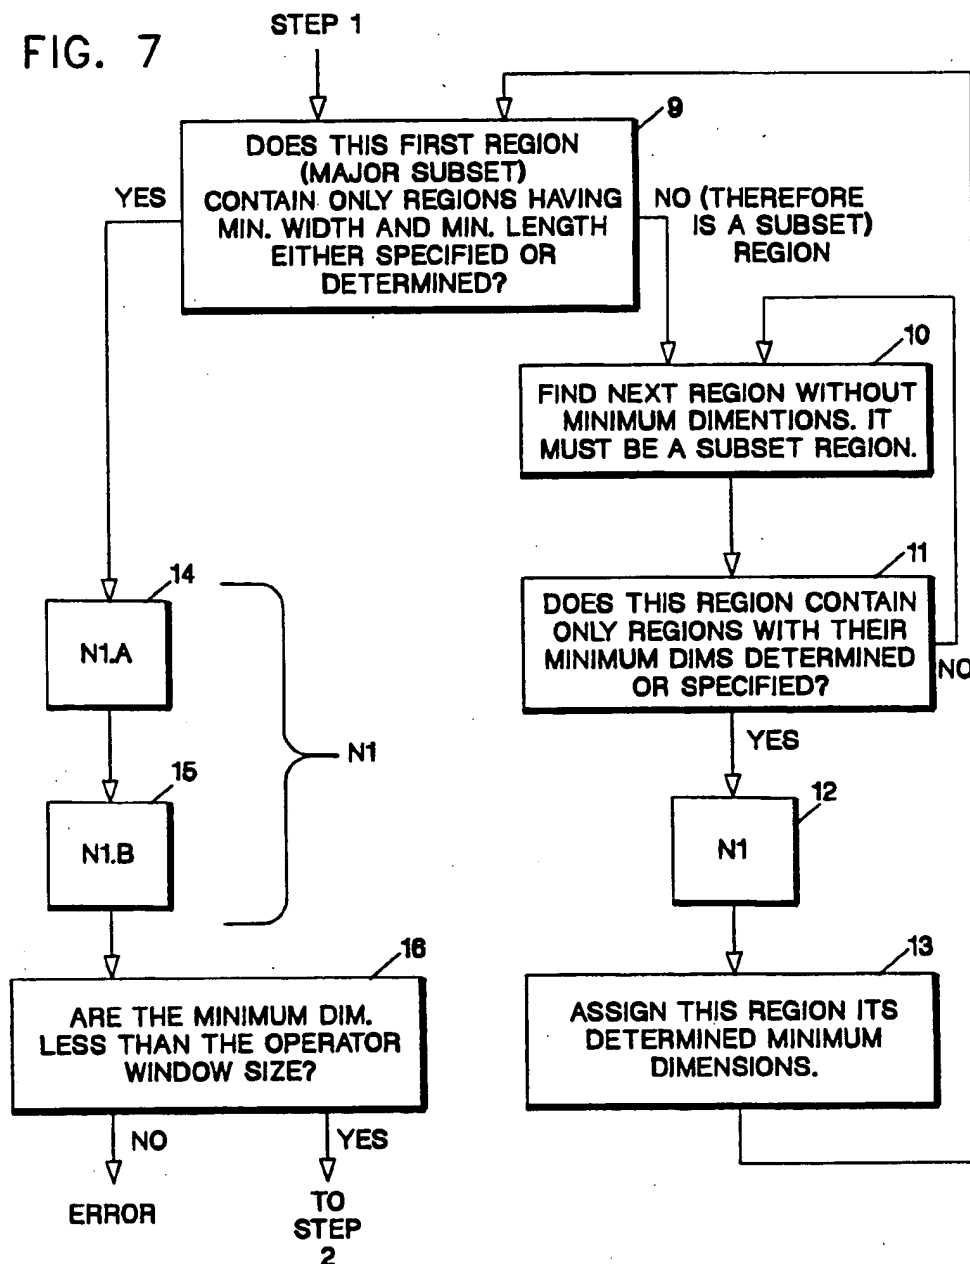 FIG. 7
STEP 1
9
DOES THIS FIRST REGION
(MAJOR SUBSET)
CONTAIN ONLY REGIONS HAVING
MIN. WIDTH AND MIN. LENGTH
EITHER SPECIFIED OR
DETERMINED?
YES
NO (THEREFORE
IS A SUBSET)
REGION
10
FIND NEXT REGION WITHOUT
MINIMUM DIMENTIONS. IT
MUST BE A SUBSET REGION.
11
DOES THIS REGION CONTAIN
ONLY REGIONS WITH THEIR
MINIMUM DIMS DETERMINED
OR SPECIFIED?
NO
YES
12
N1
13
ASSIGN THIS REGION ITS
DETERMINED MINIMUM
DIMENSIONS.
14
N1.A
15
N1.B
N1
16
ARE THE MINIMUM DIM.
LESS THAN THE OPERATOR
WINDOW SIZE?
NO
YES
ERROR
TO
STEP
2